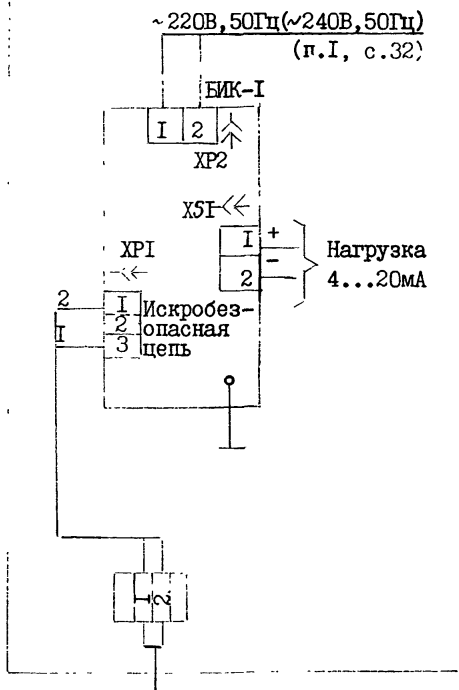 ~220В,50Гц(~240В,50Гц)
(п.I, с.32)
БИК-I
I 2
ХР2
Х5I
I +
-
2
Нагрузка
4...20мА
ХРI
2
I
I
2
3
Искробез-
опасная
цепь
I
2